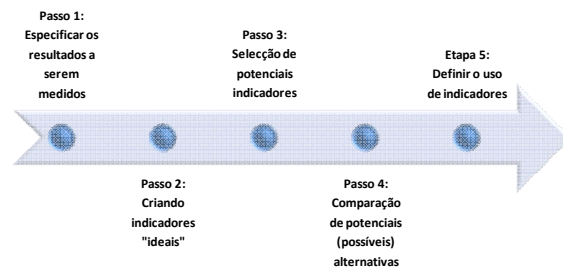 Passo 1:
Especificar os
resultados a
serem
medidos
Passo 2:
Criando
indicadores
"ideais"
Passo 3:
Selecção de
potenciais
indicadores
Passo 4:
Comparação
de potenciais
(possíveis)
alternativas
Etapa 5:
Definir o uso
de indicadores